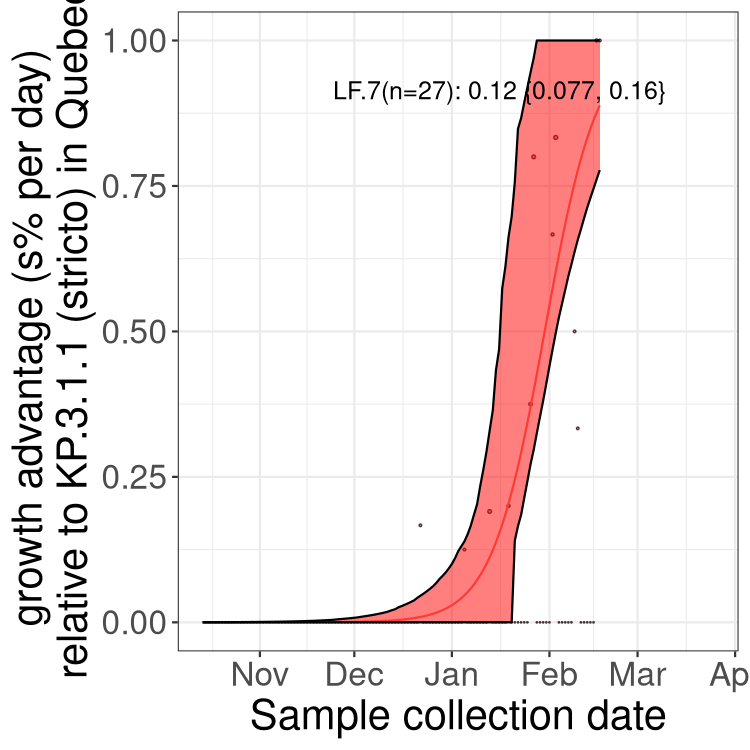 growth advantage (s% per day)
relative to KP.3.1.1 (stricto) in Quebec
1.00
0.75
0.50
0.25
0.00
LF.7(n=27): 0.12 {0.077, 0.16}
Nov Dec Jan Feb Mar Ap
Sample collection date